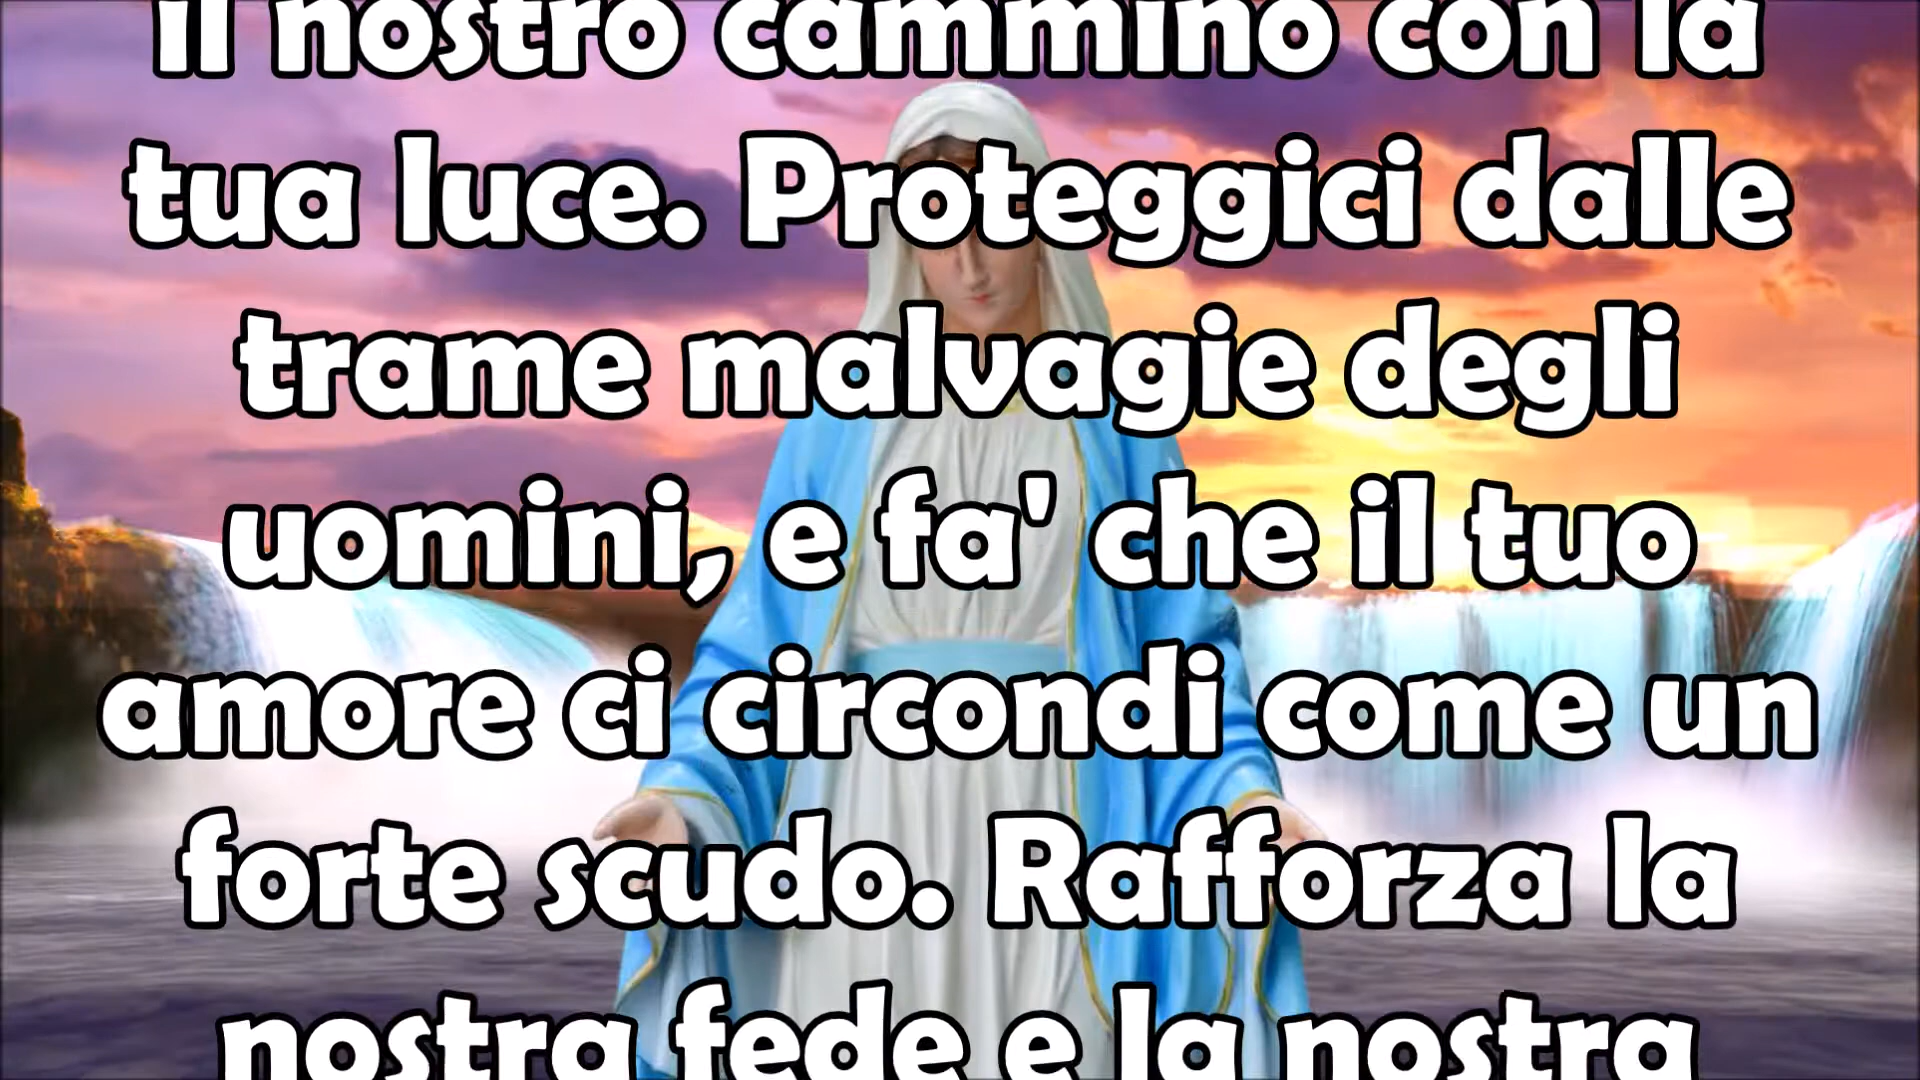 il nostro cammino con la
tua luce. Proteggici dalle
trame malvagie degli
uomini, e fa' che il tuo
amore ci circondi come un
forte scudo. Rafforza la
nostra fede e la nostra